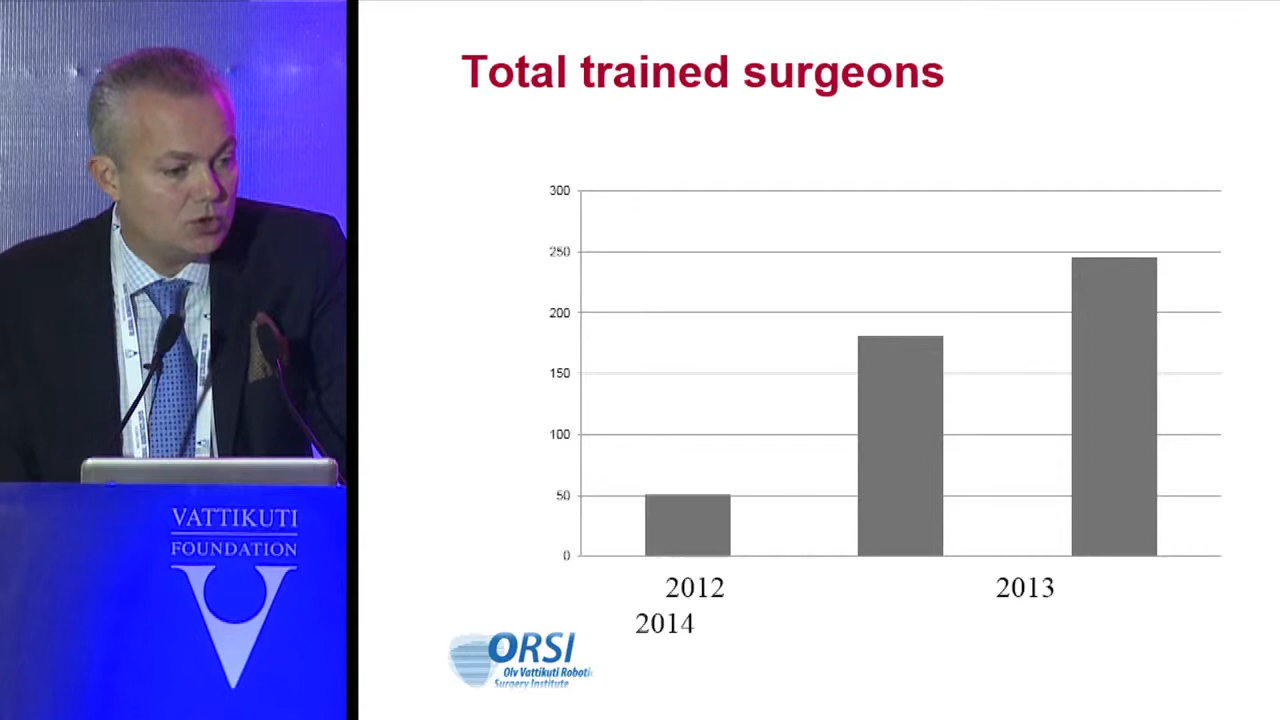 Total trained surgeons
300
250
200
150
100
50
0
2012 2013
2014
ORSI
Olv Vattikuti Roboti
Surgery Institute
VATTIKUTI
FOUNDATION